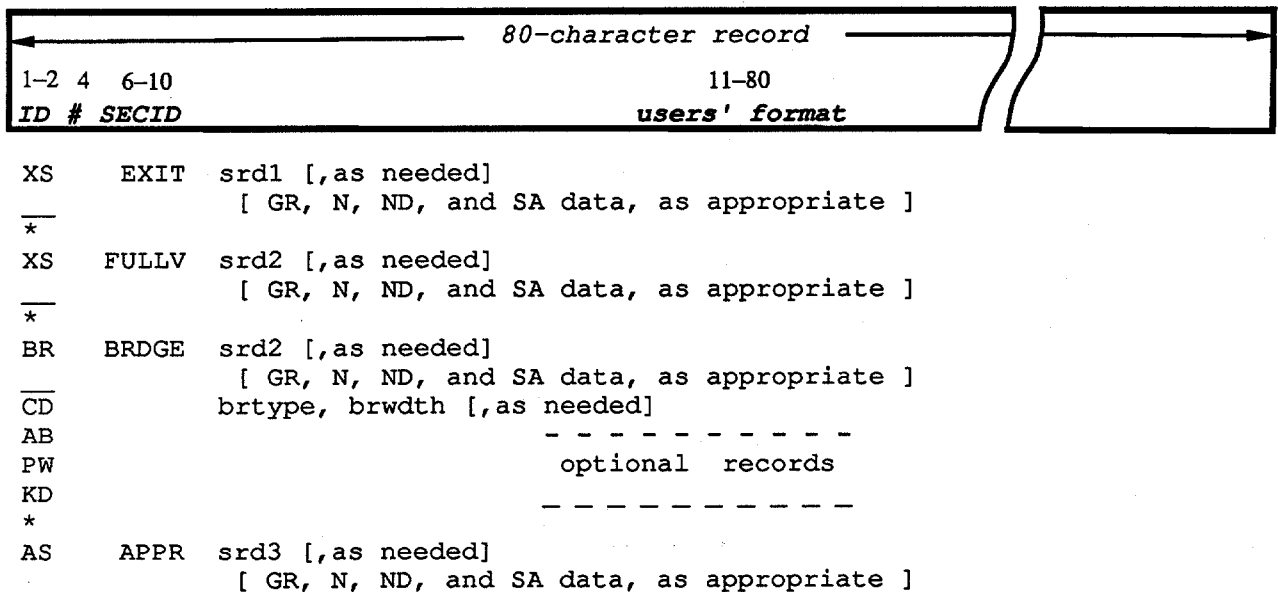 80-character record
1–2 4 6–10 11–80
ID # SECID users' format
XS EXIT srd1 [,as needed]
__ [ GR, N, ND, and SA data, as appropriate ]
*
XS FULLV srd2 [,as needed]
__ [ GR, N, ND, and SA data, as appropriate ]
*
BR BRDGE srd2 [,as needed]
__ [ GR, N, ND, and SA data, as appropriate ]
CD brtype, brwdth [,as needed]
AB - - - - - - - - - -
PW optional records
KD
* - - - - - - - - - -
AS APPR srd3 [,as needed]
[ GR, N, ND, and SA data, as appropriate ]